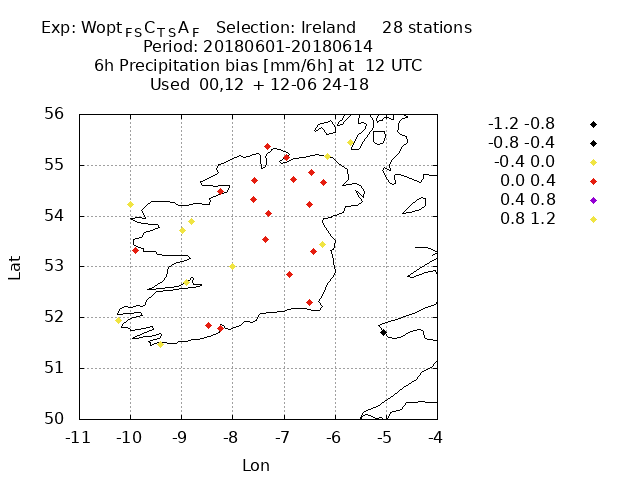 Exp: WoptFSCTSAF   Selection: Ireland     28 stations
Period: 20180601-20180614
6h Precipitation bias [mm/6h] at  12 UTC
Used  00,12  + 12-06 24-18
-1.2 -0.8
-0.8 -0.4
-0.4 0.0
0.0 0.4
0.4 0.8
0.8 1.2
56
55
54
53
52
51
50
Lat
-11 -10 -9 -8 -7 -6 -5 -4
Lon